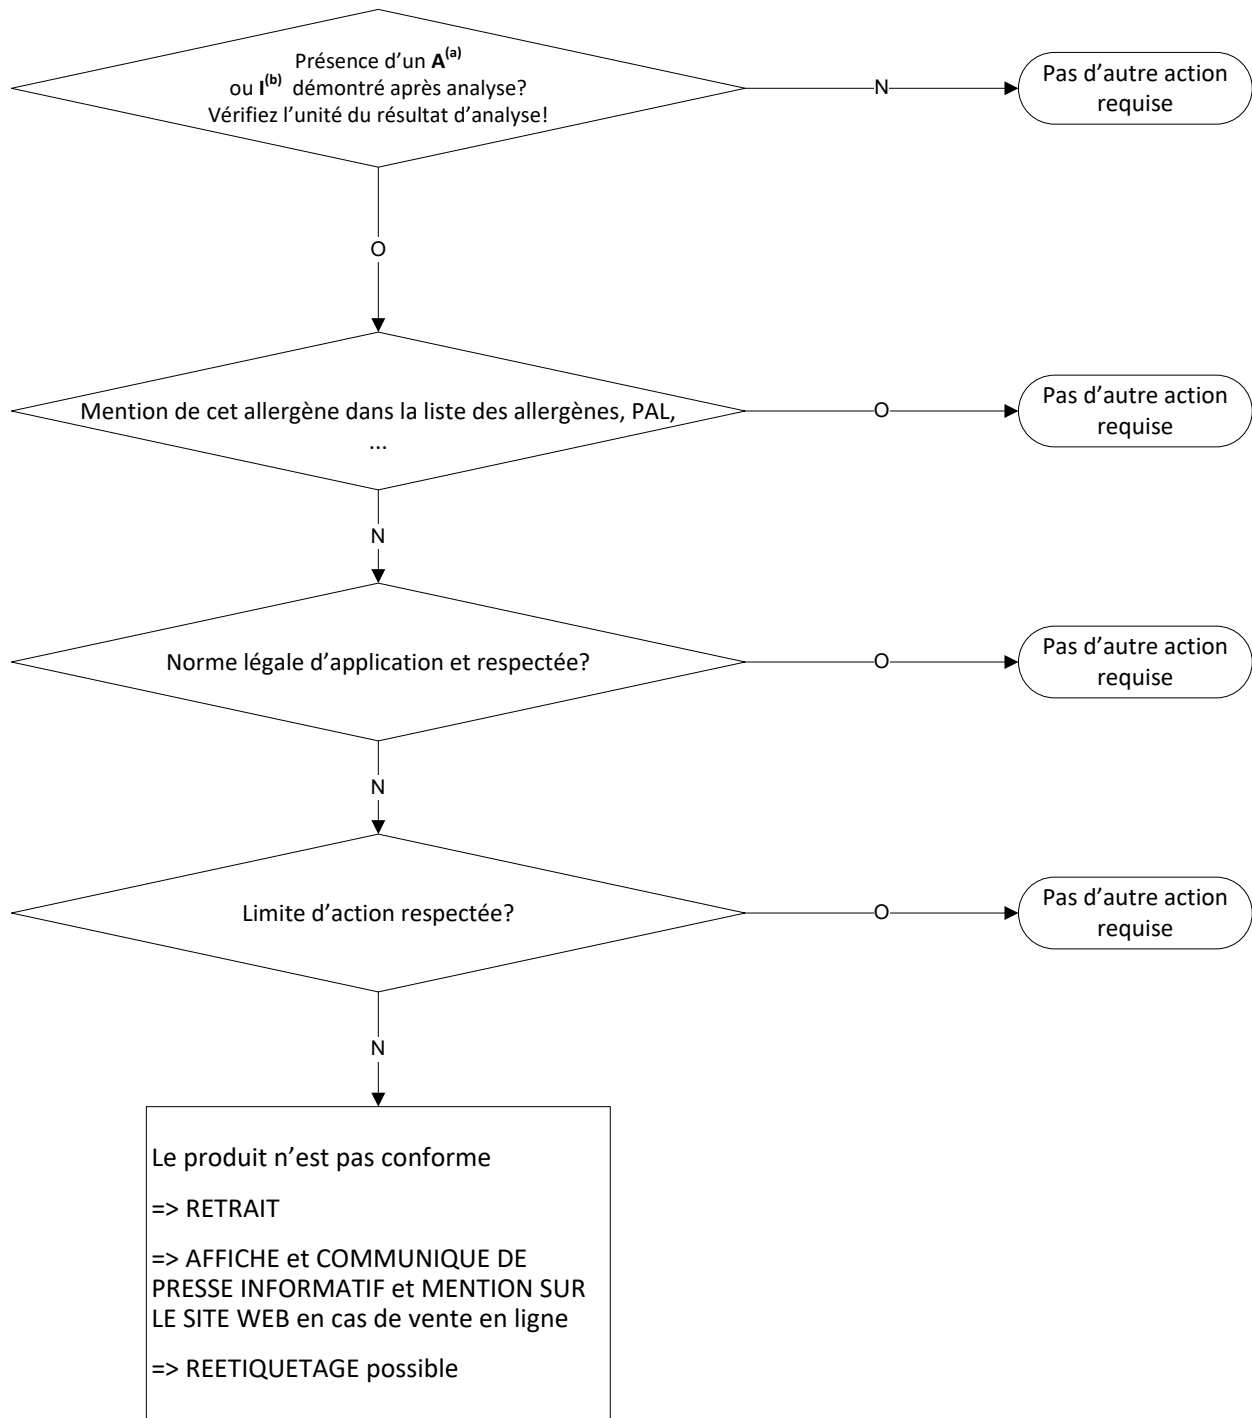 Présence d’un A(a)
ou I(b) démontré après analyse?
Vérifiez l’unité du résultat d’analyse!
N
Pas d’autre action
requise
O
Mention de cet allergène dans la liste des allergènes, PAL,
...
O
Pas d’autre action
requise
N
Norme légale d’application et respectée?
O
Pas d’autre action
requise
N
Limite d’action respectée?
O
Pas d’autre action
requise
N
Le produit n’est pas conforme
=> RETRAIT
=> AFFICHE et COMMUNIQUE DE
PRESSE INFORMATIF et MENTION SUR
LE SITE WEB en cas de vente en ligne
=> REETIQUETAGE possible